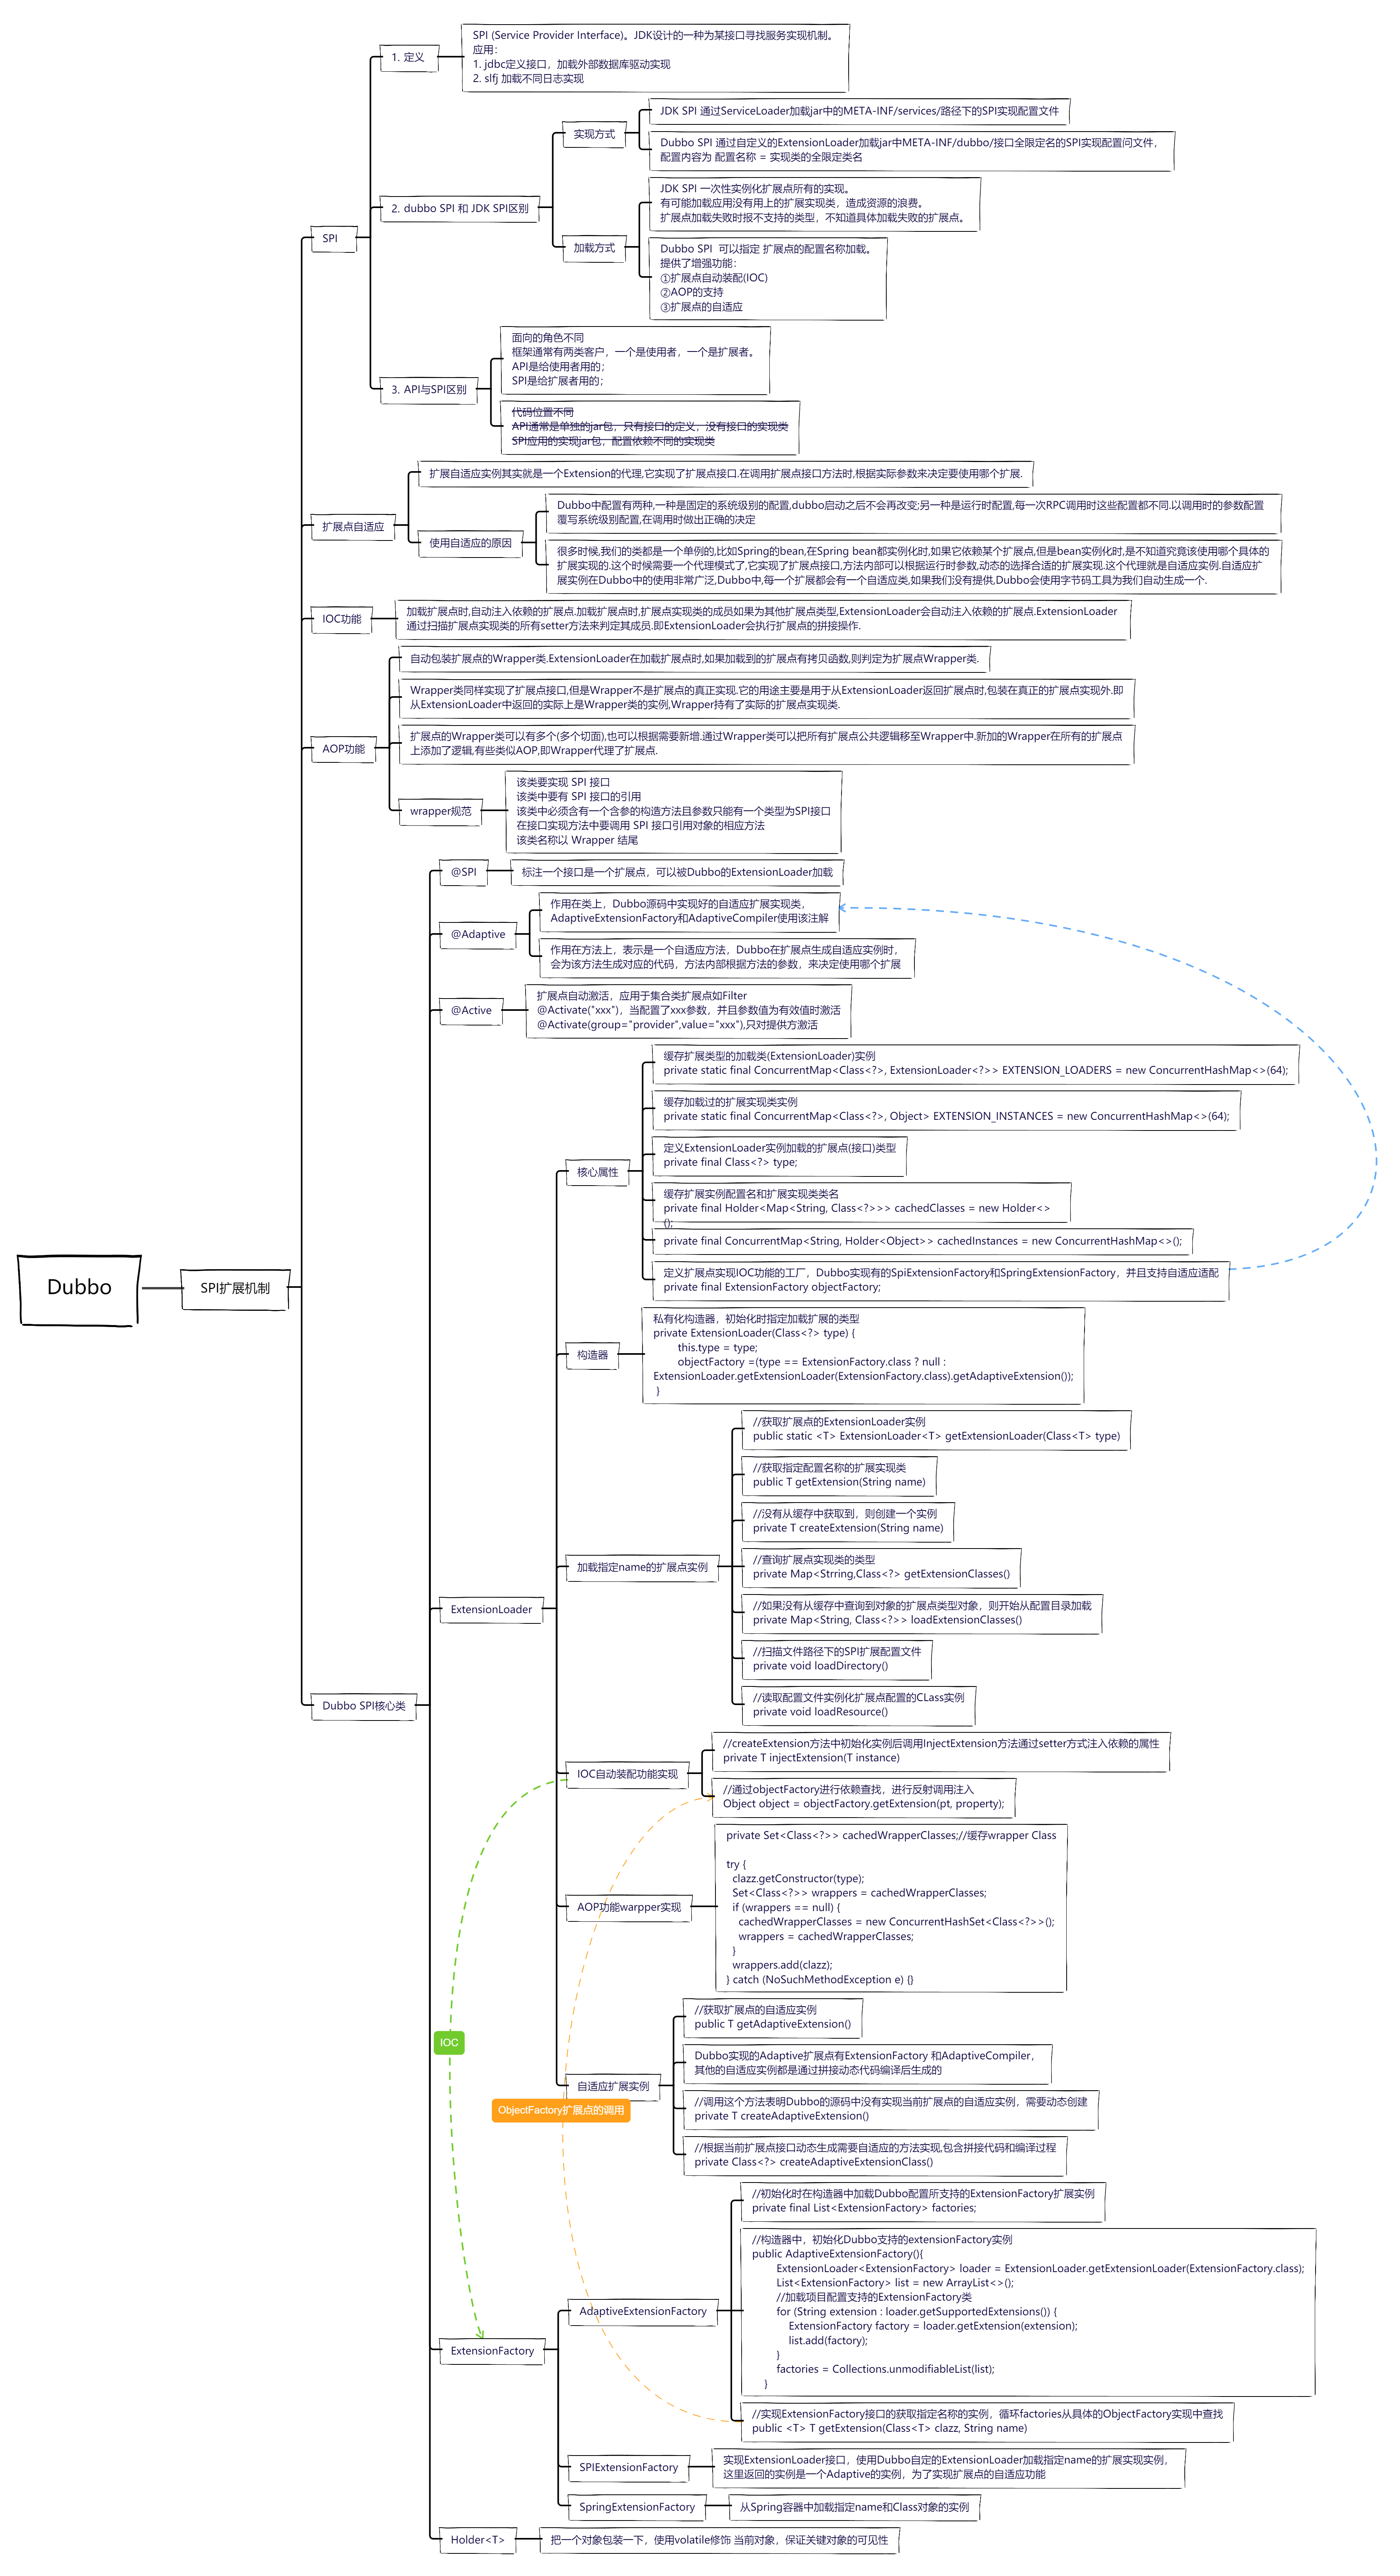 Dubbo
SPI扩展机制
SPI
1. 定义
SPI (Service Provider Interface)。JDK设计的一种为某接口寻找服务实现机制。
应用：
1. jdbc定义接口，加载外部数据库驱动实现
2. slfj 加载不同日志实现
2. dubbo SPI 和 JDK SPI区别
实现方式
JDK SPI 通过ServiceLoader加载jar中的META-INF/services/路径下的SPI实现配置文件
Dubbo SPI 通过自定义的ExtensionLoader加载jar中META-INF/dubbo/接口全限定名的SPI实现配置问文件，
配置内容为 配置名称 = 实现类的全限定类名
加载方式
JDK SPI 一次性实例化扩展点所有的实现。
有可能加载应用没有用上的扩展实现类，造成资源的浪费。
扩展点加载失败时报不支持的类型，不知道具体加载失败的扩展点。
Dubbo SPI  可以指定 扩展点的配置名称加载。
提供了增强功能：
①扩展点自动装配(IOC)
②AOP的支持
③扩展点的自适应
3. API与SPI区别
面向的角色不同
框架通常有两类客户，一个是使用者，一个是扩展者。
API是给使用者用的；
SPI是给扩展者用的；
代码位置不同
API通常是单独的jar包，只有接口的定义，没有接口的实现类
SPI应用的实现jar包，配置依赖不同的实现类
扩展点自适应
扩展自适应实例其实就是一个Extension的代理,它实现了扩展点接口.在调用扩展点接口方法时,根据实际参数来决定要使用哪个扩展.
使用自适应的原因
Dubbo中配置有两种,一种是固定的系统级别的配置,dubbo启动之后不会再改变;另一种是运行时配置,每一次RPC调用时这些配置都不同.以调用时的参数配置
覆写系统级别配置,在调用时做出正确的决定
很多时候,我们的类都是一个单例的,比如Spring的bean,在Spring bean都实例化时,如果它依赖某个扩展点,但是bean实例化时,是不知道究竟该使用哪个具体的
扩展实现的.这个时候需要一个代理模式了,它实现了扩展点接口,方法内部可以根据运行时参数,动态的选择合适的扩展实现.这个代理就是自适应实例.自适应扩
展实例在Dubbo中的使用非常广泛,Dubbo中,每一个扩展都会有一个自适应类,如果我们没有提供,Dubbo会使用字节码工具为我们自动生成一个.
IOC功能
加载扩展点时,自动注入依赖的扩展点.加载扩展点时,扩展点实现类的成员如果为其他扩展点类型,ExtensionLoader会自动注入依赖的扩展点.ExtensionLoader
通过扫描扩展点实现类的所有setter方法来判定其成员.即ExtensionLoader会执行扩展点的拼接操作.
AOP功能
自动包装扩展点的Wrapper类.ExtensionLoader在加载扩展点时,如果加载到的扩展点有拷贝函数,则判定为扩展点Wrapper类.
Wrapper类同样实现了扩展点接口,但是Wrapper不是扩展点的真正实现.它的用途主要是用于从ExtensionLoader返回扩展点时,包装在真正的扩展点实现外.即
从ExtensionLoader中返回的实际上是Wrapper类的实例,Wrapper持有了实际的扩展点实现类.
扩展点的Wrapper类可以有多个(多个切面),也可以根据需要新增.通过Wrapper类可以把所有扩展点公共逻辑移至Wrapper中.新加的Wrapper在所有的扩展点
上添加了逻辑,有些类似AOP,即Wrapper代理了扩展点.
wrapper规范
该类要实现 SPI 接口
该类中要有 SPI 接口的引用
该类中必须含有一个含参的构造方法且参数只能有一个类型为SPI接口
在接口实现方法中要调用 SPI 接口引用对象的相应方法
该类名称以 Wrapper 结尾
Dubbo SPI核心类
@SPI
标注一个接口是一个扩展点，可以被Dubbo的ExtensionLoader加载
@Adaptive
作用在类上，Dubbo源码中实现好的自适应扩展实现类，
AdaptiveExtensionFactory和AdaptiveCompiler使用该注解
作用在方法上，表示是一个自适应方法，Dubbo在扩展点生成自适应实例时，
会为该方法生成对应的代码，方法内部根据方法的参数，来决定使用哪个扩展
@Active
扩展点自动激活，应用于集合类扩展点如Filter
@Activate("xxx")，当配置了xxx参数，并且参数值为有效值时激活
@Activate(group="provider",value="xxx"),只对提供方激活
ExtensionLoader
核心属性
缓存扩展类型的加载类(ExtensionLoader)实例
private static final ConcurrentMap<Class<?>, ExtensionLoader<?>> EXTENSION_LOADERS = new ConcurrentHashMap<>(64);
缓存加载过的扩展实现类实例
private static final ConcurrentMap<Class<?>, Object> EXTENSION_INSTANCES = new ConcurrentHashMap<>(64);
定义ExtensionLoader实例加载的扩展点(接口)类型
private final Class<?> type;
缓存扩展实例配置名和扩展实现类类名
private final Holder<Map<String, Class<?>>> cachedClasses = new Holder<>
();
private final ConcurrentMap<String, Holder<Object>> cachedInstances = new ConcurrentHashMap<>();
定义扩展点实现IOC功能的工厂，Dubbo实现有的SpiExtensionFactory和SpringExtensionFactory，并且支持自适应适配
private final ExtensionFactory objectFactory;
构造器
私有化构造器，初始化时指定加载扩展的类型
private ExtensionLoader(Class<?> type) {
this.type = type;
objectFactory =(type == ExtensionFactory.class ? null :
ExtensionLoader.getExtensionLoader(ExtensionFactory.class).getAdaptiveExtension());
}
加载指定name的扩展点实例
//获取扩展点的ExtensionLoader实例
public static <T> ExtensionLoader<T> getExtensionLoader(Class<T> type)
//获取指定配置名称的扩展实现类
public T getExtension(String name)
//没有从缓存中获取到，则创建一个实例
private T createExtension(String name)
//查询扩展点实现类的类型
private Map<Strring,Class<?> getExtensionClasses()
//如果没有从缓存中查询到对象的扩展点类型对象，则开始从配置目录加载
private Map<String, Class<?>> loadExtensionClasses()
//扫描文件路径下的SPI扩展配置文件
private void loadDirectory()
//读取配置文件实例化扩展点配置的CLass实例
private void loadResource()
IOC自动装配功能实现
//createExtension方法中初始化实例后调用InjectExtension方法通过setter方式注入依赖的属性
private T injectExtension(T instance)
//通过objectFactory进行依赖查找，进行反射调用注入
Object object = objectFactory.getExtension(pt, property);
AOP功能warpper实现
private Set<Class<?>> cachedWrapperClasses;//缓存wrapper Class
try {
clazz.getConstructor(type);
Set<Class<?>> wrappers = cachedWrapperClasses;
if (wrappers == null) {
cachedWrapperClasses = new ConcurrentHashSet<Class<?>>();
wrappers = cachedWrapperClasses;
}
wrappers.add(clazz);
} catch (NoSuchMethodException e) {}
IOC
自适应扩展实例
ObjectFactory扩展点的调用
//获取扩展点的自适应实例
public T getAdaptiveExtension()
Dubbo实现的Adaptive扩展点有ExtensionFactory 和AdaptiveCompiler，
其他的自适应实例都是通过拼接动态代码编译后生成的
//调用这个方法表明Dubbo的源码中没有实现当前扩展点的自适应实例，需要动态创建
private T createAdaptiveExtension()
//根据当前扩展点接口动态生成需要自适应的方法实现,包含拼接代码和编译过程
private Class<?> createAdaptiveExtensionClass()
ExtensionFactory
AdaptiveExtensionFactory
//初始化时在构造器中加载Dubbo配置所支持的ExtensionFactory扩展实例
private final List<ExtensionFactory> factories;
//构造器中，初始化Dubbo支持的extensionFactory实例
public AdaptiveExtensionFactory(){
ExtensionLoader<ExtensionFactory> loader = ExtensionLoader.getExtensionLoader(ExtensionFactory.class);
List<ExtensionFactory> list = new ArrayList<>();
//加载项目配置支持的ExtensionFactory类
for (String extension : loader.getSupportedExtensions()) {
ExtensionFactory factory = loader.getExtension(extension);
list.add(factory);
}
factories = Collections.unmodifiableList(list);
}
//实现ExtensionFactory接口的获取指定名称的实例，循环factories从具体的ObjectFactory实现中查找
public <T> T getExtension(Class<T> clazz, String name)
SPIExtensionFactory
实现ExtensionLoader接口，使用Dubbo自定的ExtensionLoader加载指定name的扩展实现实例，
这里返回的实例是一个Adaptive的实例，为了实现扩展点的自适应功能
SpringExtensionFactory
从Spring容器中加载指定name和Class对象的实例
Holder<T>
把一个对象包装一下，使用volatile修饰 当前对象，保证关键对象的可见性